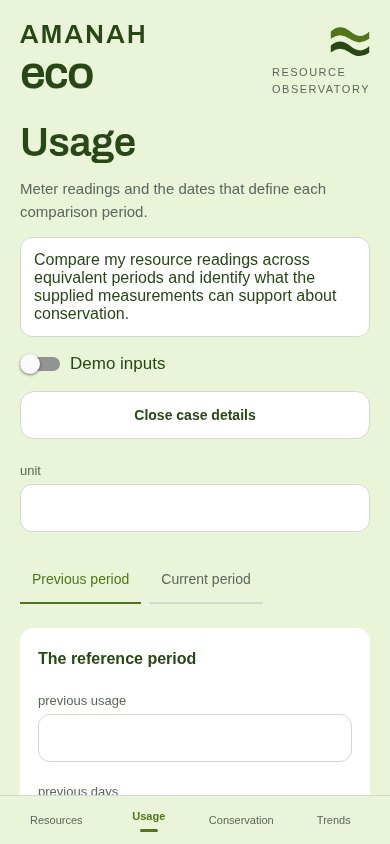 AMANAH
eco
RESOURCE
OBSERVATORY
Usage
Meter readings and the dates that define each
comparison period.
Compare my resource readings across
equivalent periods and identify what the
supplied measurements can support about
conservation.
Demo inputs
Close case details
unit
Previous period
Current period
The reference period
previous usage
previous days
Resources
Usage
Conservation
Trends